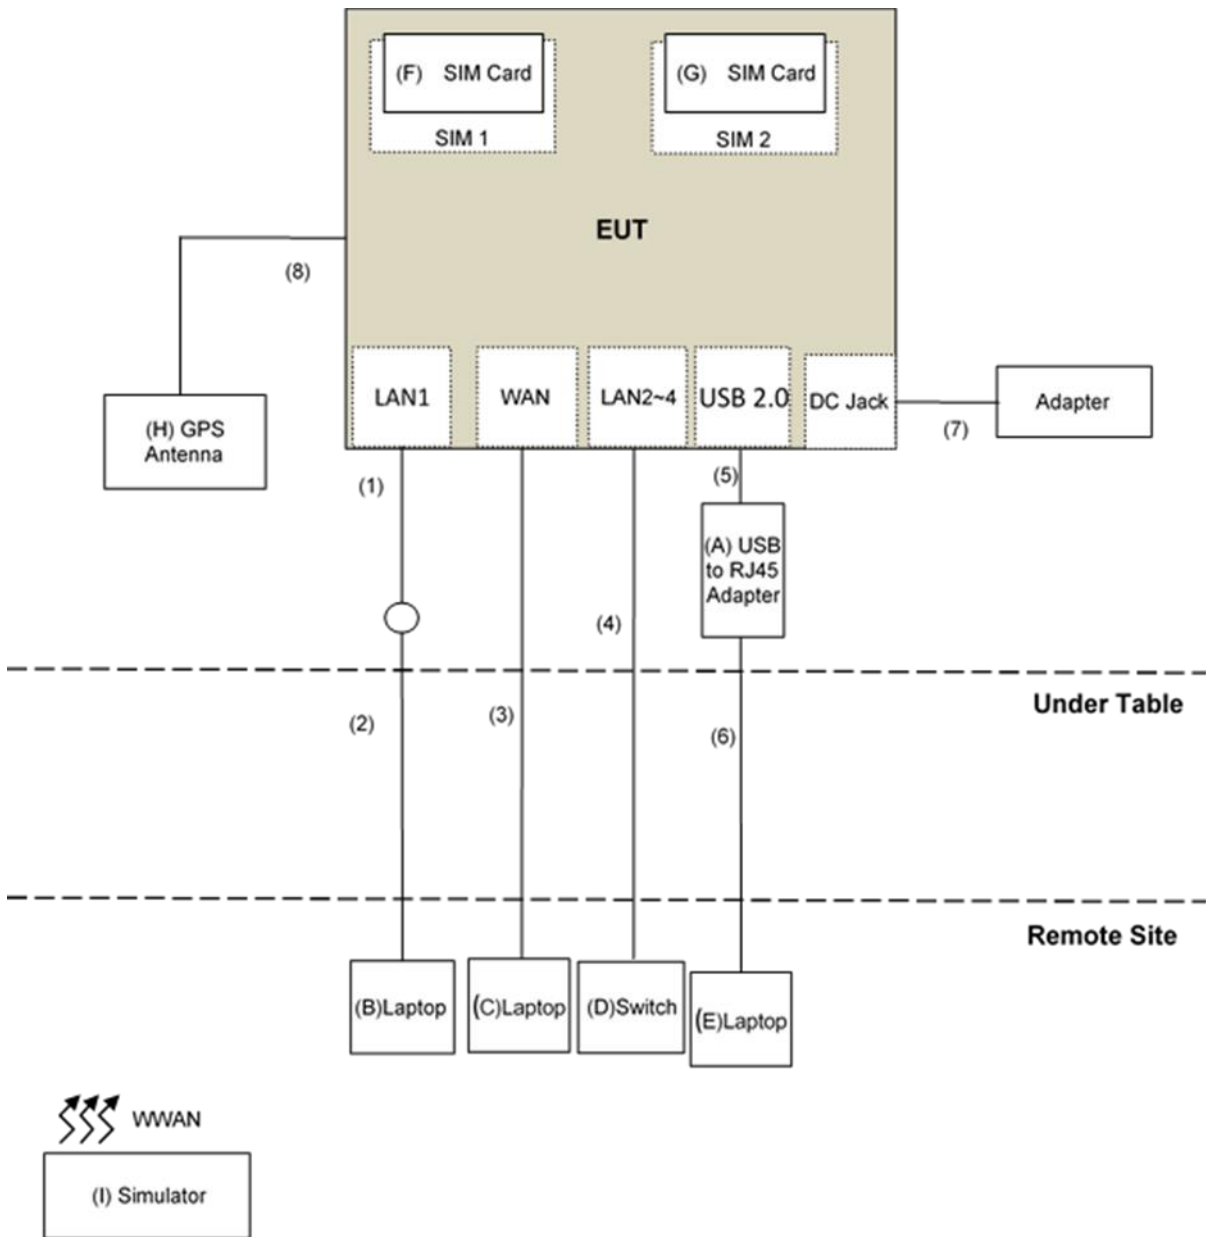 (F) SIM Card
SIM 1
(G) SIM Card
SIM 2
EUT
(8)
LAN1
WAN
LAN2~4
USB 2.0
DC Jack
(7)
Adapter
(H) GPS
Antenna
(1)
(5)
(A) USB
to RJ45
Adapter
(4)
Under Table
(2)
(3)
(6)
Remote Site
(B)Laptop
(C)Laptop
(D)Switch
(E)Laptop
WWAN
(I) Simulator